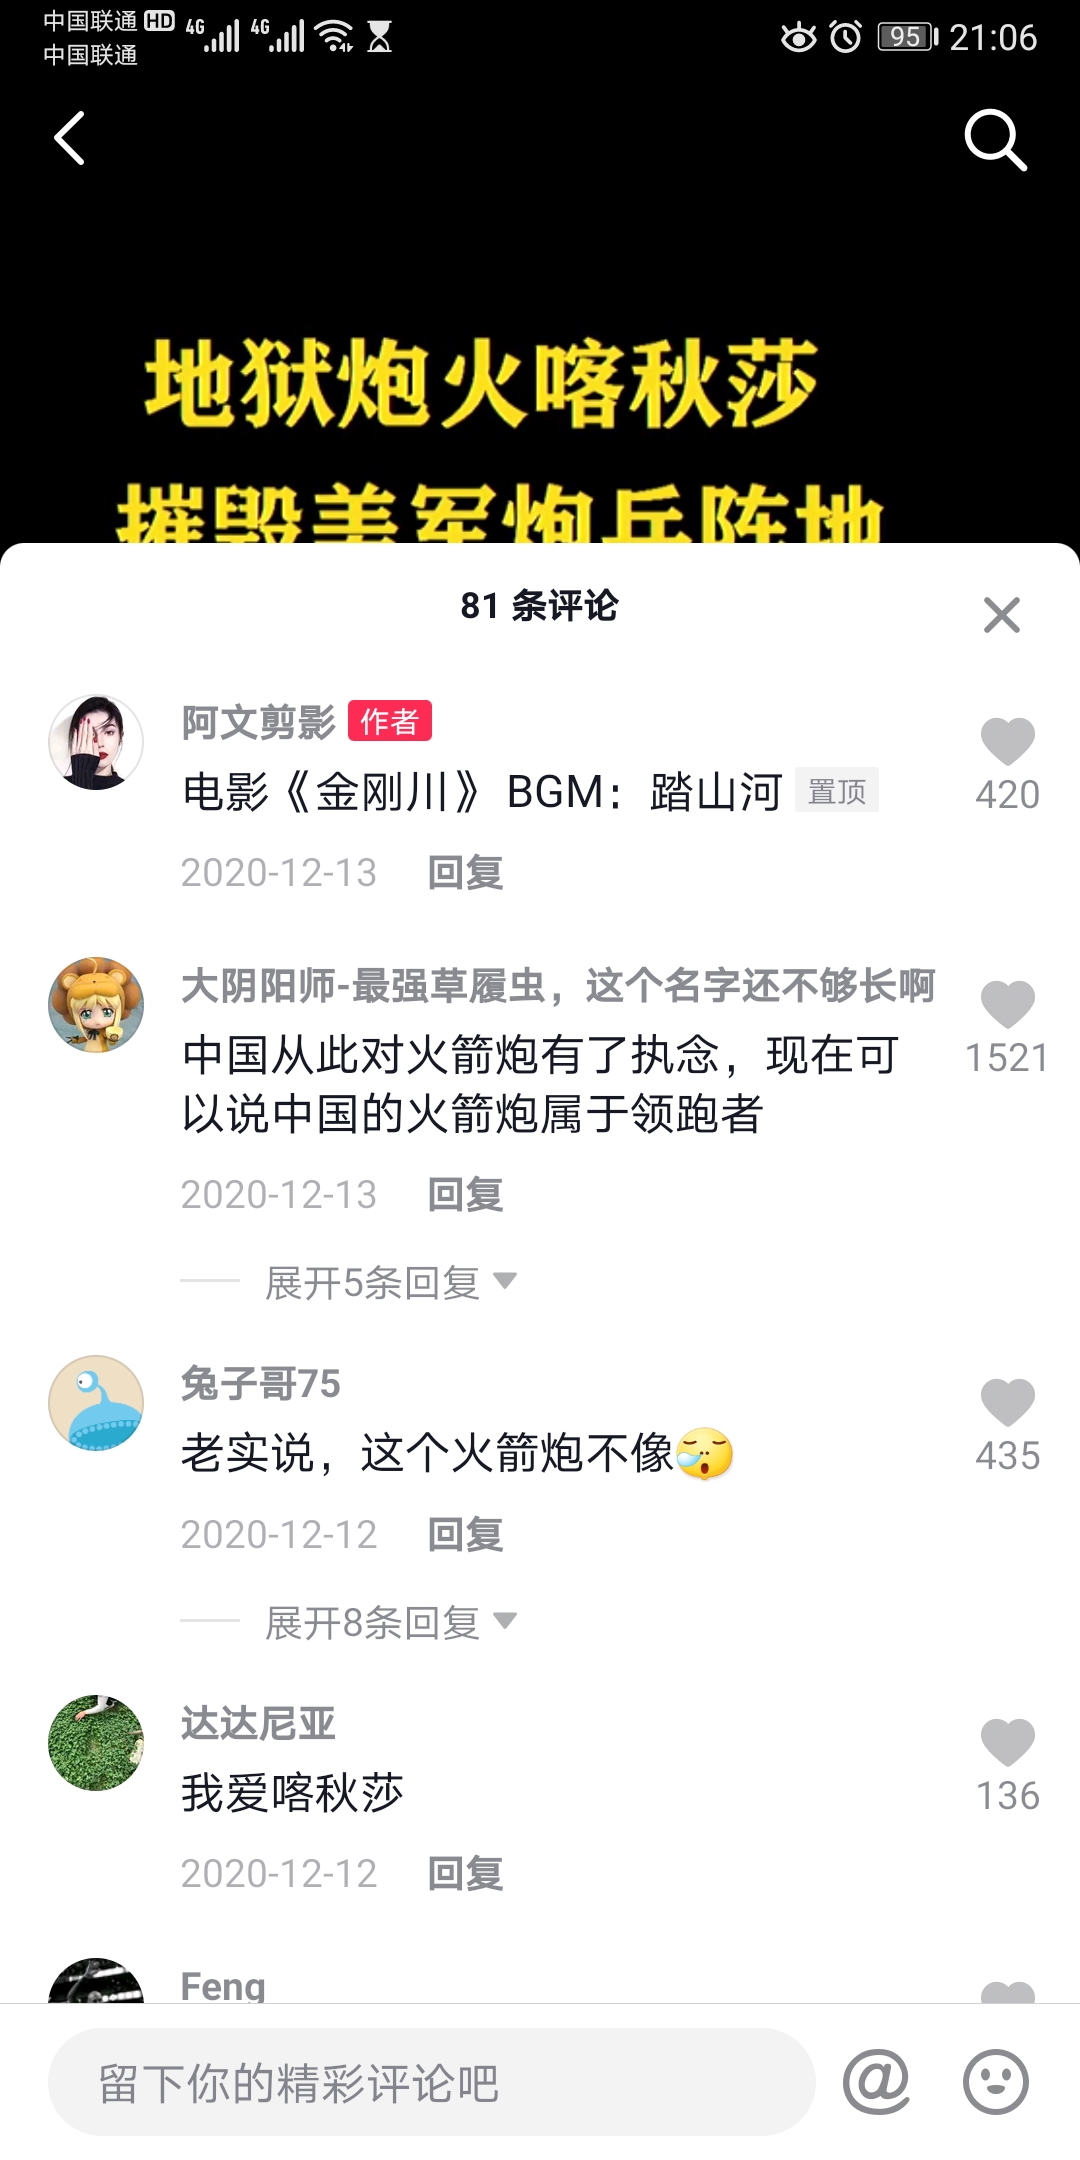 中国联通 HD 4G 4G
中国联通
95 21:06
地狱炮火喀秋莎
摧毁美军炮兵阵地
81 条评论
阿文剪影 作者
电影《金刚川》BGM：踏山河 置顶
420
2020-12-13 回复
大阴阳师-最强草履虫，这个名字还不够长啊
中国从此对火箭炮有了执念，现在可
以说中国的火箭炮属于领跑者
1521
2020-12-13 回复
展开5条回复
兔子哥75
老实说，这个火箭炮不像😪
435
2020-12-12 回复
展开8条回复
达达尼亚
我爱喀秋莎
136
2020-12-12 回复
Feng
留下你的精彩评论吧 @